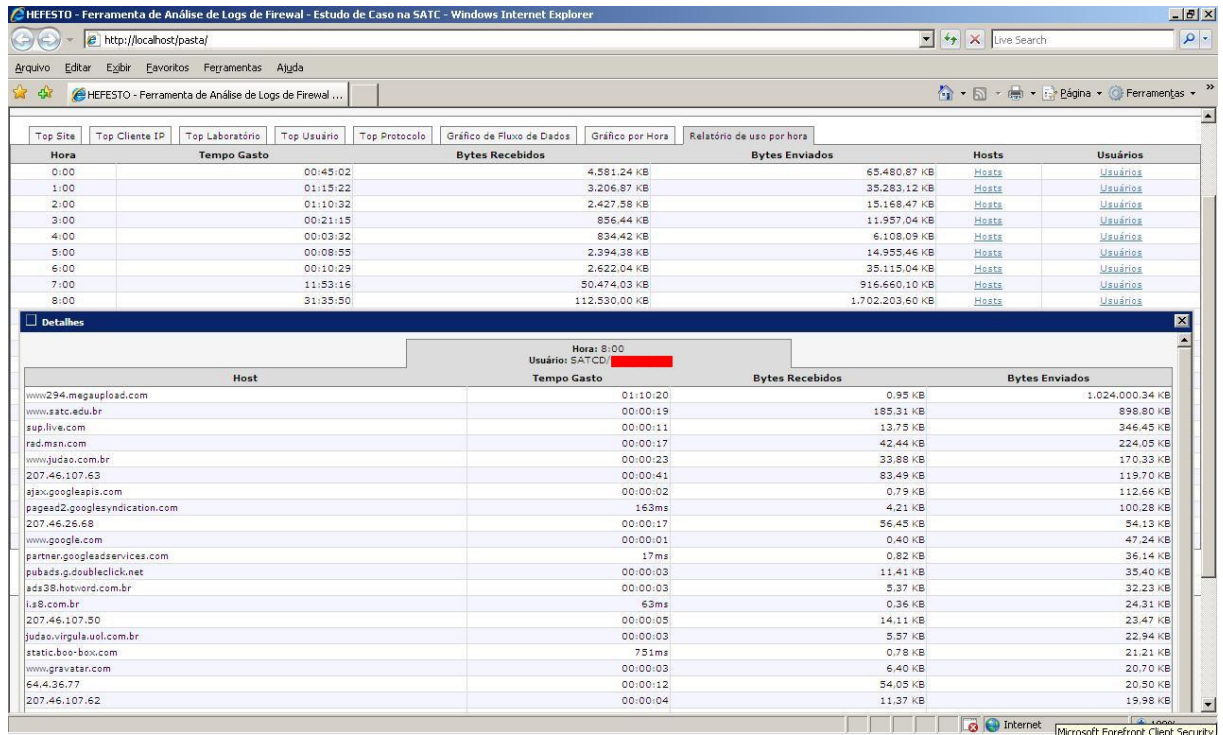 HEFESTO - Ferramenta de Análise de Logs de Firewal - Estudo de Caso na SATC - Windows Internet Explorer
http://localhost/pasta/
Live Search
Arquivo Editar Exibir Favoritos Ferramentas Ajuda
HEFESTO - Ferramenta de Análise de Logs de Firewal ...
Página Ferramentas
Top Site Top Cliente IP Top Laboratório Top Usuário Top Protocolo Gráfico de Fluxo de Dados Gráfico por Hora Relatório de uso por hora
Hora Tempo Gasto Bytes Recebidos Bytes Enviados Hosts Usuários
0:00 00:45:02 4.581,24 KB 65.480,87 KB Hosts Usuários
1:00 01:15:22 3.206,87 KB 35.283,12 KB Hosts Usuários
2:00 01:10:32 2.427,58 KB 15.168,47 KB Hosts Usuários
3:00 00:21:15 856,44 KB 11.957,04 KB Hosts Usuários
4:00 00:03:32 834,42 KB 6.108,09 KB Hosts Usuários
5:00 00:08:55 2.394,38 KB 14.955,46 KB Hosts Usuários
6:00 00:10:29 2.622,04 KB 35.115,04 KB Hosts Usuários
7:00 11:53:16 50.474,03 KB 916.660,10 KB Hosts Usuários
8:00 31:35:50 112.530,00 KB 1.702.203,60 KB Hosts Usuários
Detalhes
Hora: 8:00
Usuário: SATCD/
Host Tempo Gasto Bytes Recebidos Bytes Enviados
www294.megaupload.com 01:10:20 0,95 KB 1.024.000,34 KB
www.satc.edu.br 00:00:19 185,31 KB 898,80 KB
sup.live.com 00:00:11 13,75 KB 346,45 KB
rad.msn.com 00:00:17 42,44 KB 224,05 KB
www.judao.com.br 00:00:23 33,88 KB 170,33 KB
207.46.107.63 00:00:41 83,49 KB 119,70 KB
ajax.googleapis.com 00:00:02 0,79 KB 112,66 KB
pagead2.googlesyndication.com 163ms 4,21 KB 100,28 KB
207.46.26.68 00:00:17 56,45 KB 54,13 KB
www.google.com 00:00:01 0,40 KB 47,24 KB
partner.googleadservices.com 17ms 0,82 KB 36,14 KB
pubads.g.doubleclick.net 00:00:03 11,41 KB 35,40 KB
ads38.hotword.com.br 00:00:03 5,37 KB 32,23 KB
i.s8.com.br 63ms 0,36 KB 24,31 KB
207.46.107.50 00:00:05 14,11 KB 23,47 KB
judao.virgula.uol.com.br 00:00:03 5,57 KB 22,94 KB
static.boo-box.com 751ms 0,78 KB 21,21 KB
www.gravatar.com 00:00:03 6,40 KB 20,70 KB
64.4.36.77 00:00:12 54,05 KB 20,50 KB
207.46.107.62 00:00:04 11,37 KB 19,98 KB
Internet
Microsoft Forefront Client Security